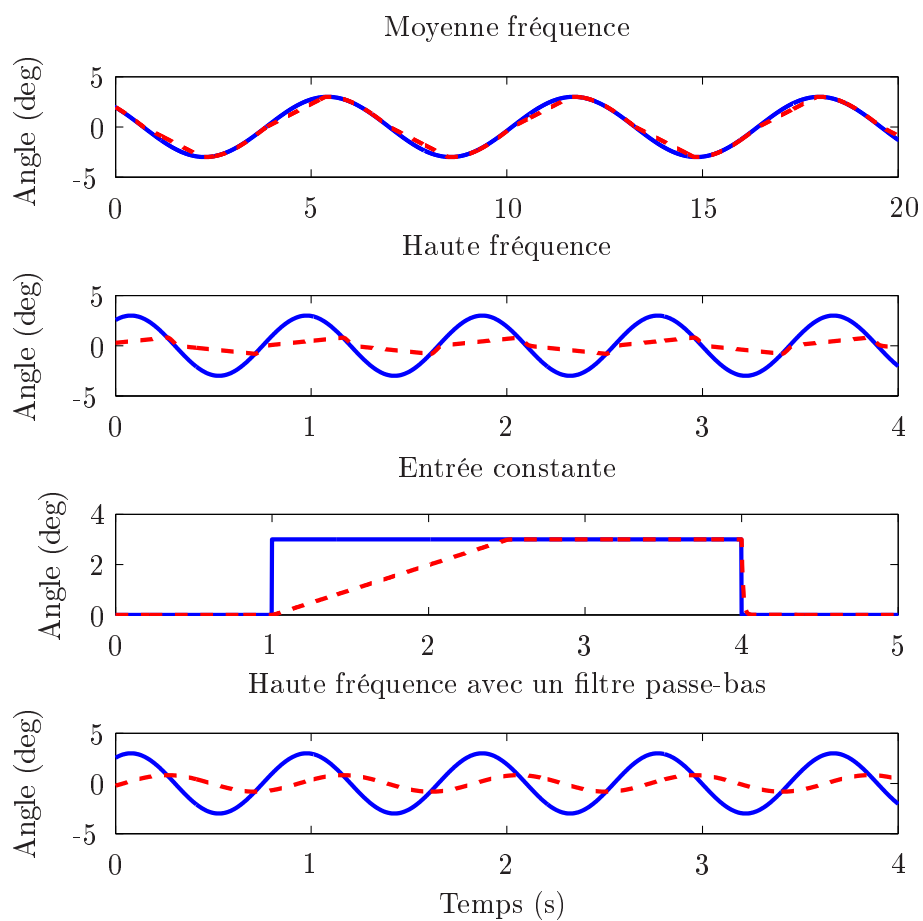 Moyenne fréquence
Angle (deg)
5
0
-5
0 5 10 15 20
Haute fréquence
Angle (deg)
5
0
-5
0 1 2 3 4
Entrée constante
Angle (deg)
4
2
0
0 1 2 3 4 5
Haute fréquence avec un filtre passe-bas
Angle (deg)
5
0
-5
0 1 2 3 4
Temps (s)